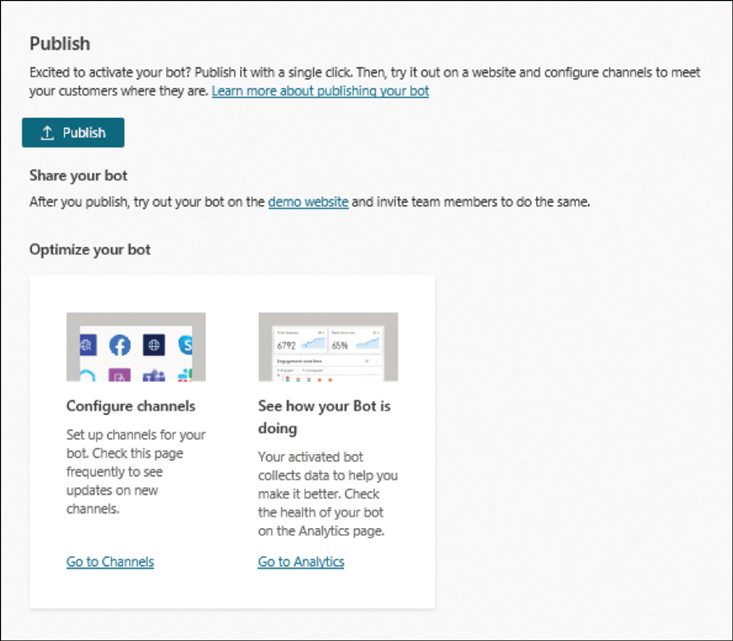 Publish
Excited to activate your bot? Publish it with a single click. Then, try it out on a website and configure channels to meet
your customers where they are. Learn more about publishing your bot
Publish
Share your bot
After you publish, try out your bot on the demo website and invite team members to do the same.
Optimize your bot
6792
65%
Configure channels
Set up channels for your
bot. Check this page
frequently to see
updates on new
channels.
Go to Channels
See how your Bot is
doing
Your activated bot
collects data to help you
make it better. Check
the health of your bot
on the Analytics page.
Go to Analytics